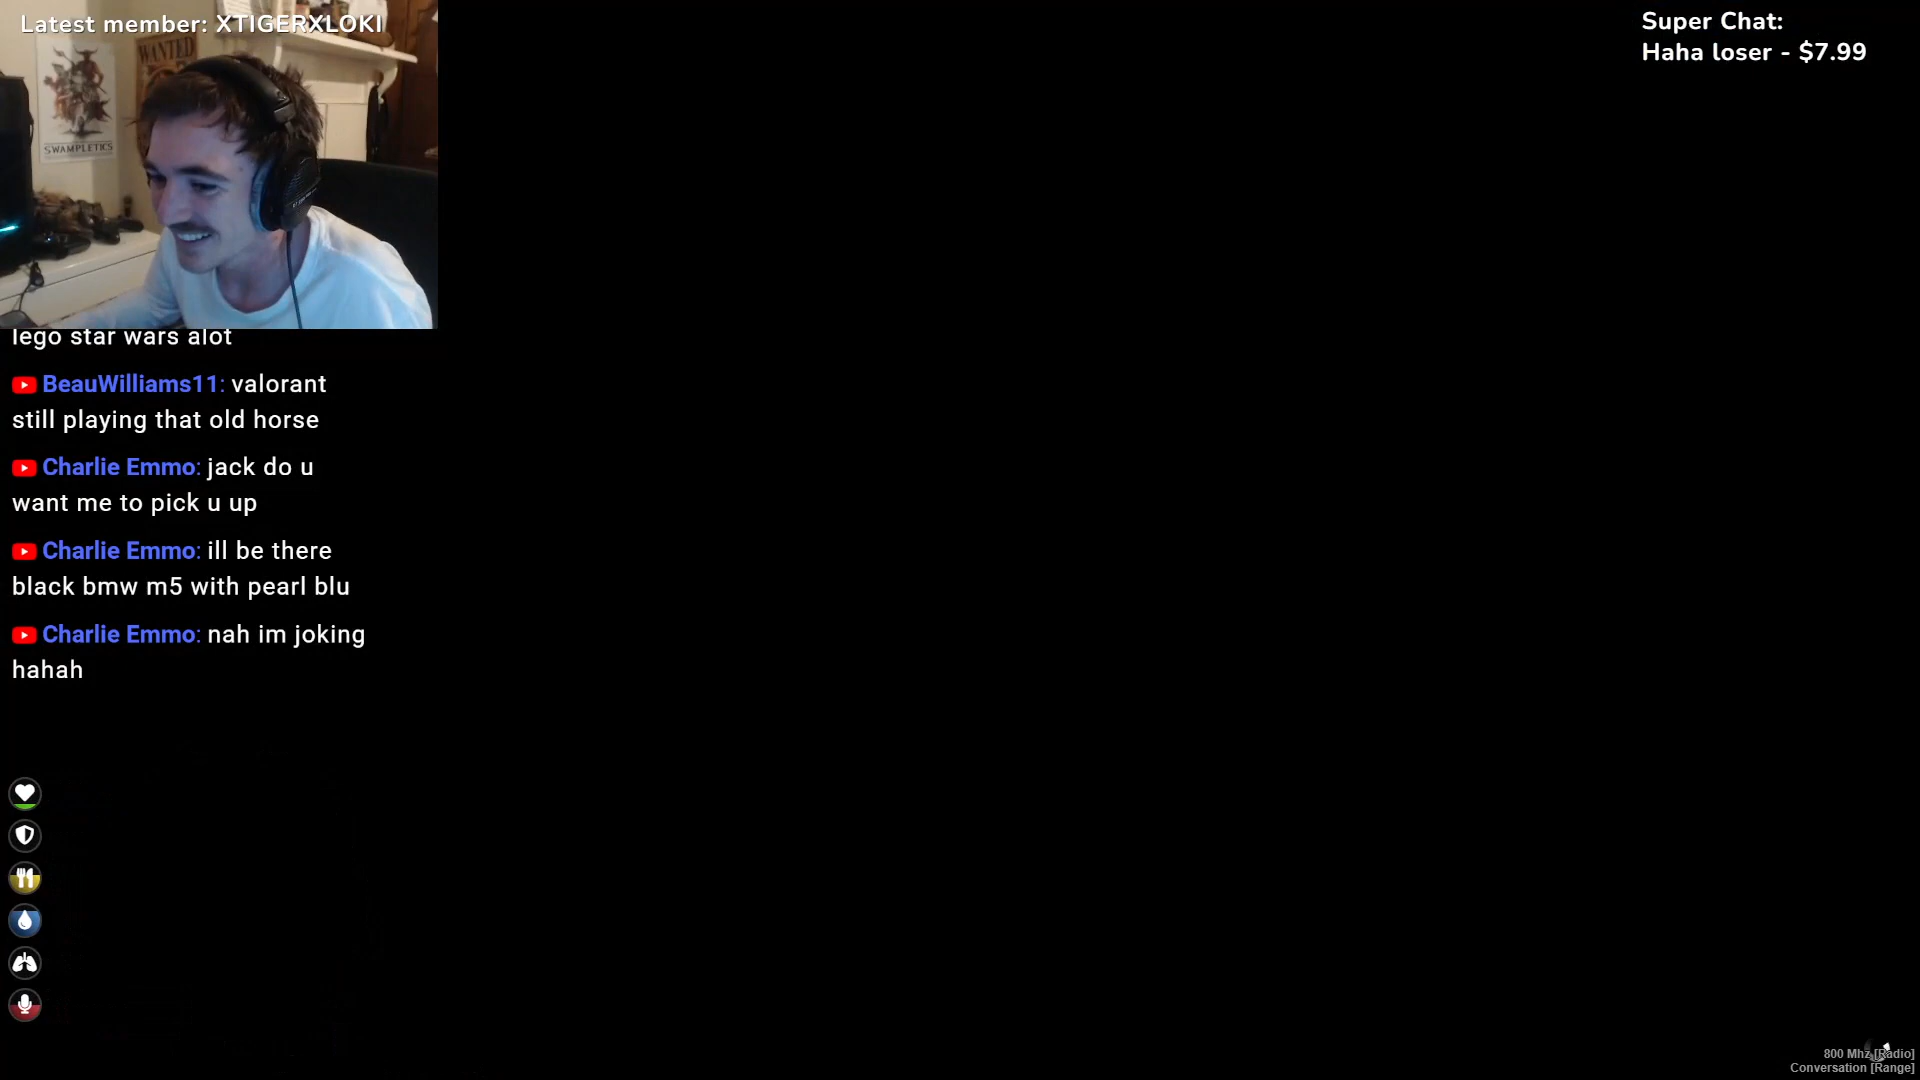 Latest member: XTIGERXLOKI
Super Chat:
Haha loser - $7.99
WANTED
SWAMPLETICS
lego star wars alot
BeauWilliams11: valorant
still playing that old horse
Charlie Emmo: jack do u
want me to pick u up
Charlie Emmo: ill be there
black bmw m5 with pearl blu
Charlie Emmo: nah im joking
hahah
800 Mhz [Radio]
Conversation [Range]